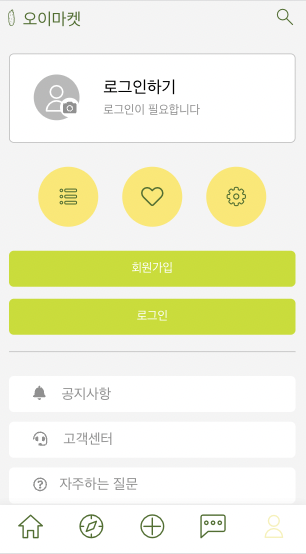 오이마켓
로그인하기
로그인이 필요합니다
회원가입
로그인
공지사항
고객센터
자주하는 질문